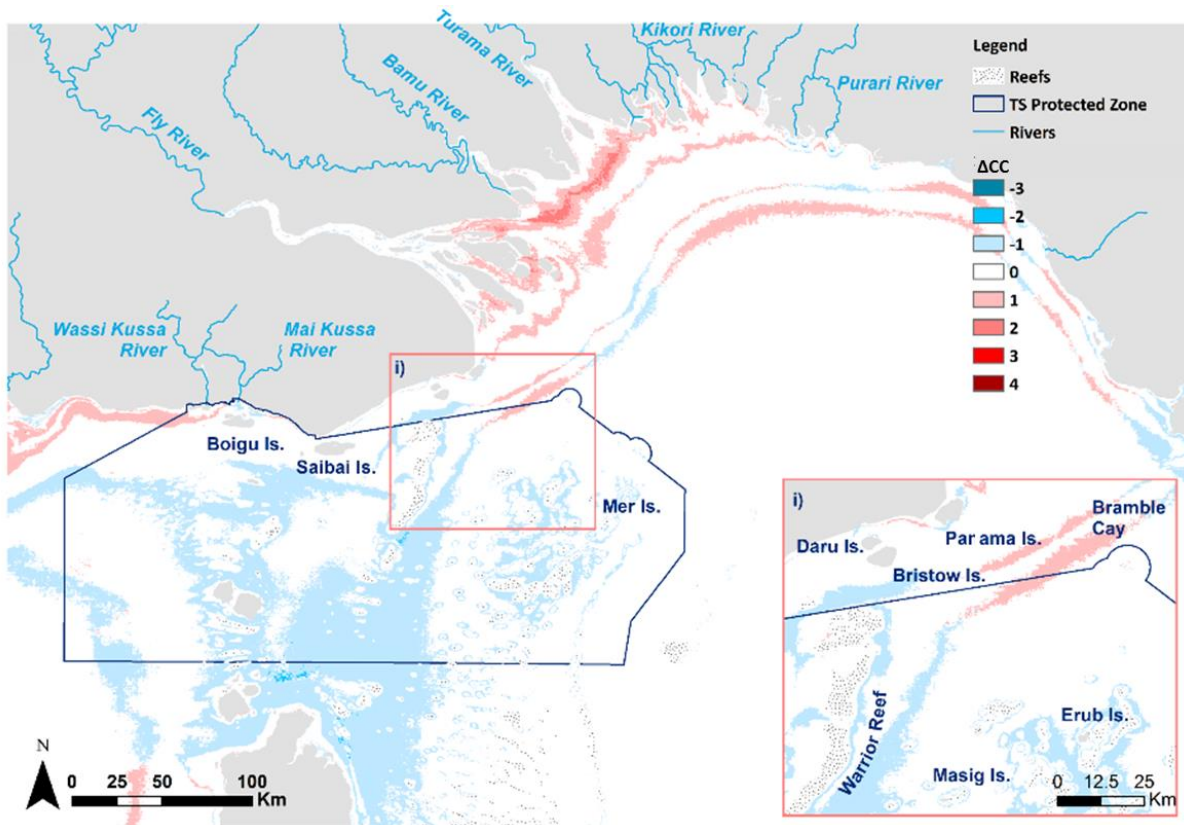 Turama River
Kikori River
Bamu River
Purari River
Fly River
Legend
Reefs
TS Protected Zone
Rivers
ΔCC
-3
-2
-1
0
1
2
3
4
Wassi Kussa
River
Mai Kussa
River
i)
Boigu Is.
Saibai Is.
Mer Is.
i)
Bramble
Cay
Par ama Is.
Daru Is.
Bristow Is.
Warrior Reef
Erub Is.
Masig Is.
N
0 25 50 100
Km
0 12.5 25
Km